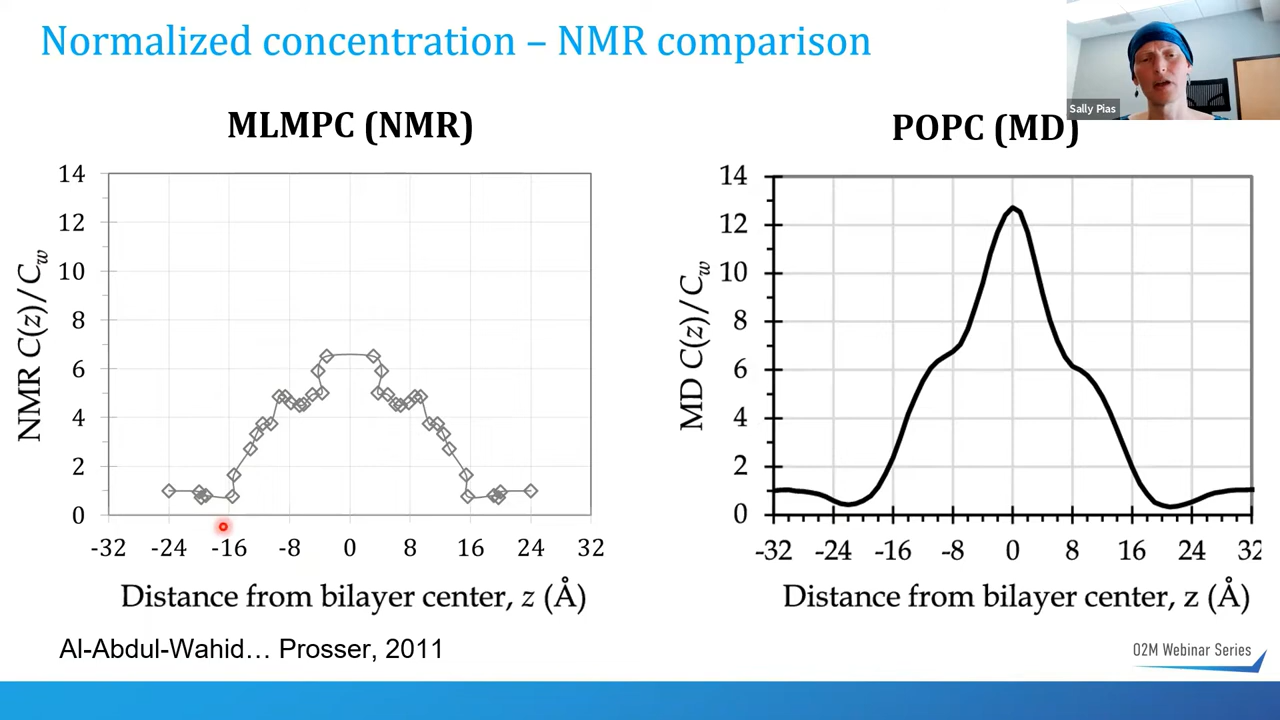 Normalized concentration – NMR comparison
Sally Pias
MLMPC (NMR)
POPC (MD)
NMR C(z)/C_w
14
12
10
8
6
4
2
0
-32 -24 -16 -8 0 8 16 24 32
Distance from bilayer center, z (Å)
MD C(z)/C_w
14
12
10
8
6
4
2
0
-32 -24 -16 -8 0 8 16 24 32
Distance from bilayer center, z (Å)
Al-Abdul-Wahid… Prosser, 2011
O2M Webinar Series